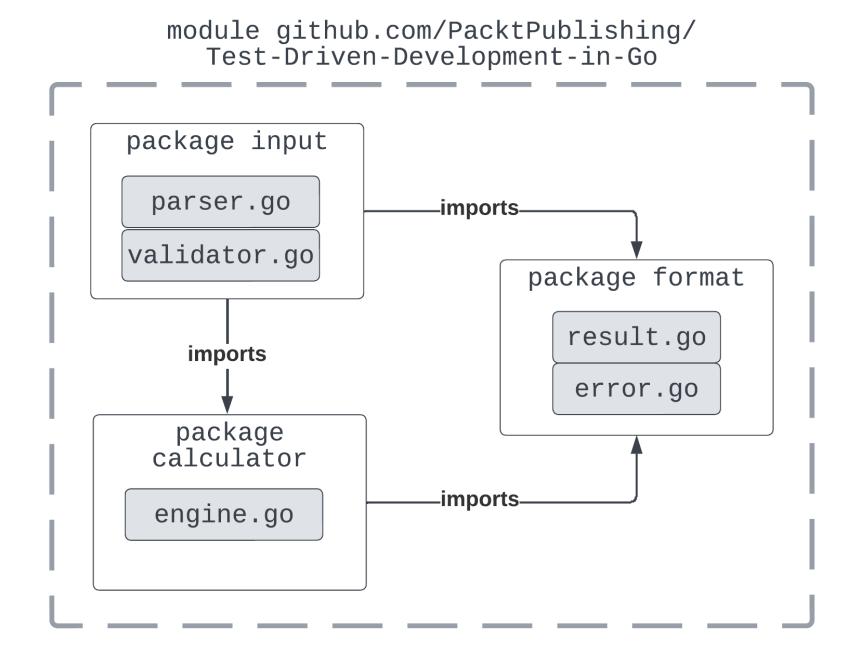 module github.com/PacktPublishing/
Test-Driven-Development-in-Go
package input
parser.go
validator.go
imports
package format
result.go
error.go
imports
package
calculator
engine.go
imports